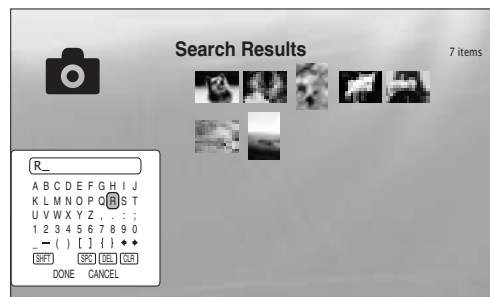 Search Results
7 items
R_
A B C D E F G H I J
K L M N O P Q R S T
U V W X Y Z , . : ;
1 2 3 4 5 6 7 8 9 0
_ – ( ) [ ] { }
SHFT SPC DEL CLR
DONE CANCEL